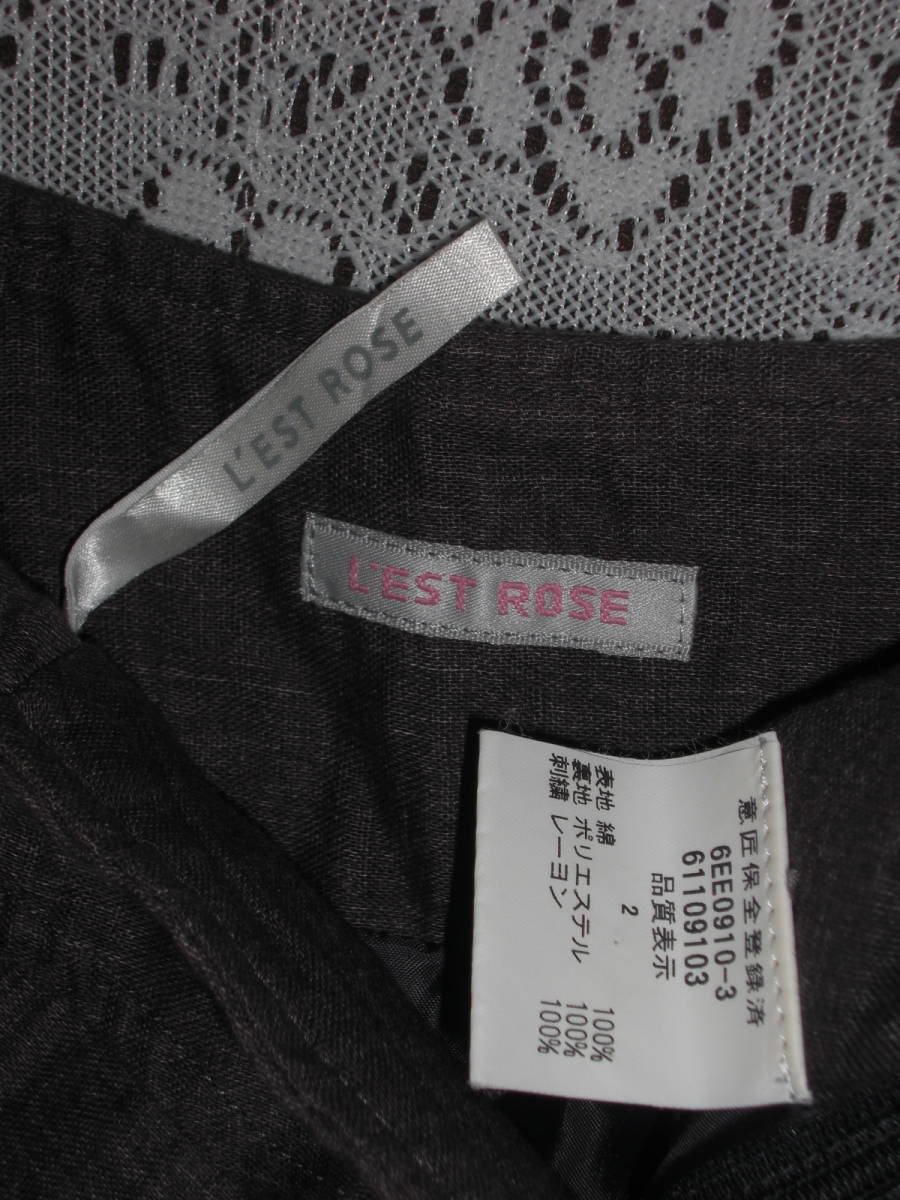 L'EST ROSE
L'EST ROSE
意匠保全登録済
6EE0910-3
61109103
品質表示
2
表地 綿 100%
裏地 ポリエステル 100%
刺繍 レーヨン 100%